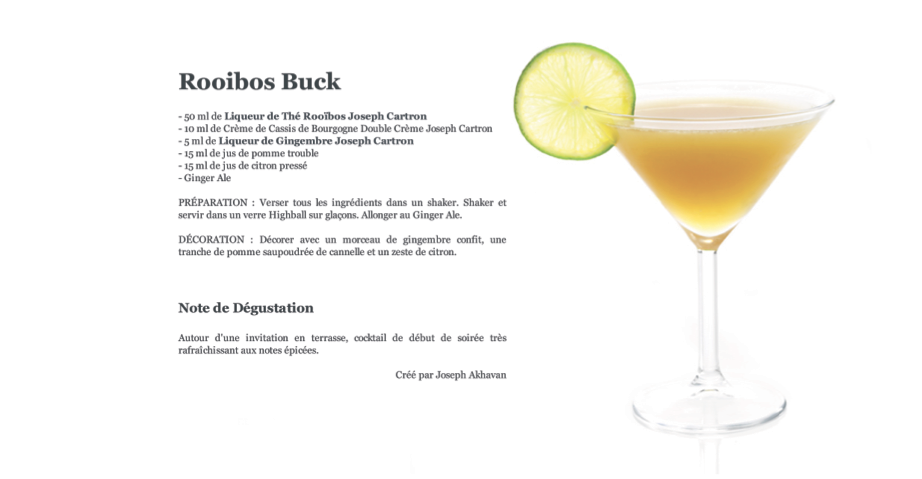 Rooibos Buck
- 50 ml de Liqueur de Thé Rooïbos Joseph Cartron
- 10 ml de Crème de Cassis de Bourgogne Double Crème Joseph Cartron
- 5 ml de Liqueur de Gingembre Joseph Cartron
- 15 ml de jus de pomme trouble
- 15 ml de jus de citron pressé
- Ginger Ale
PRÉPARATION : Verser tous les ingrédients dans un shaker. Shaker et
servir dans un verre Highball sur glaçons. Allonger au Ginger Ale.
DÉCORATION : Décorer avec un morceau de gingembre confit, une
tranche de pomme saupoudrée de cannelle et un zeste de citron.
Note de Dégustation
Autour d'une invitation en terrasse, cocktail de début de soirée très
rafraîchissant aux notes épicées.
Créé par Joseph Akhavan